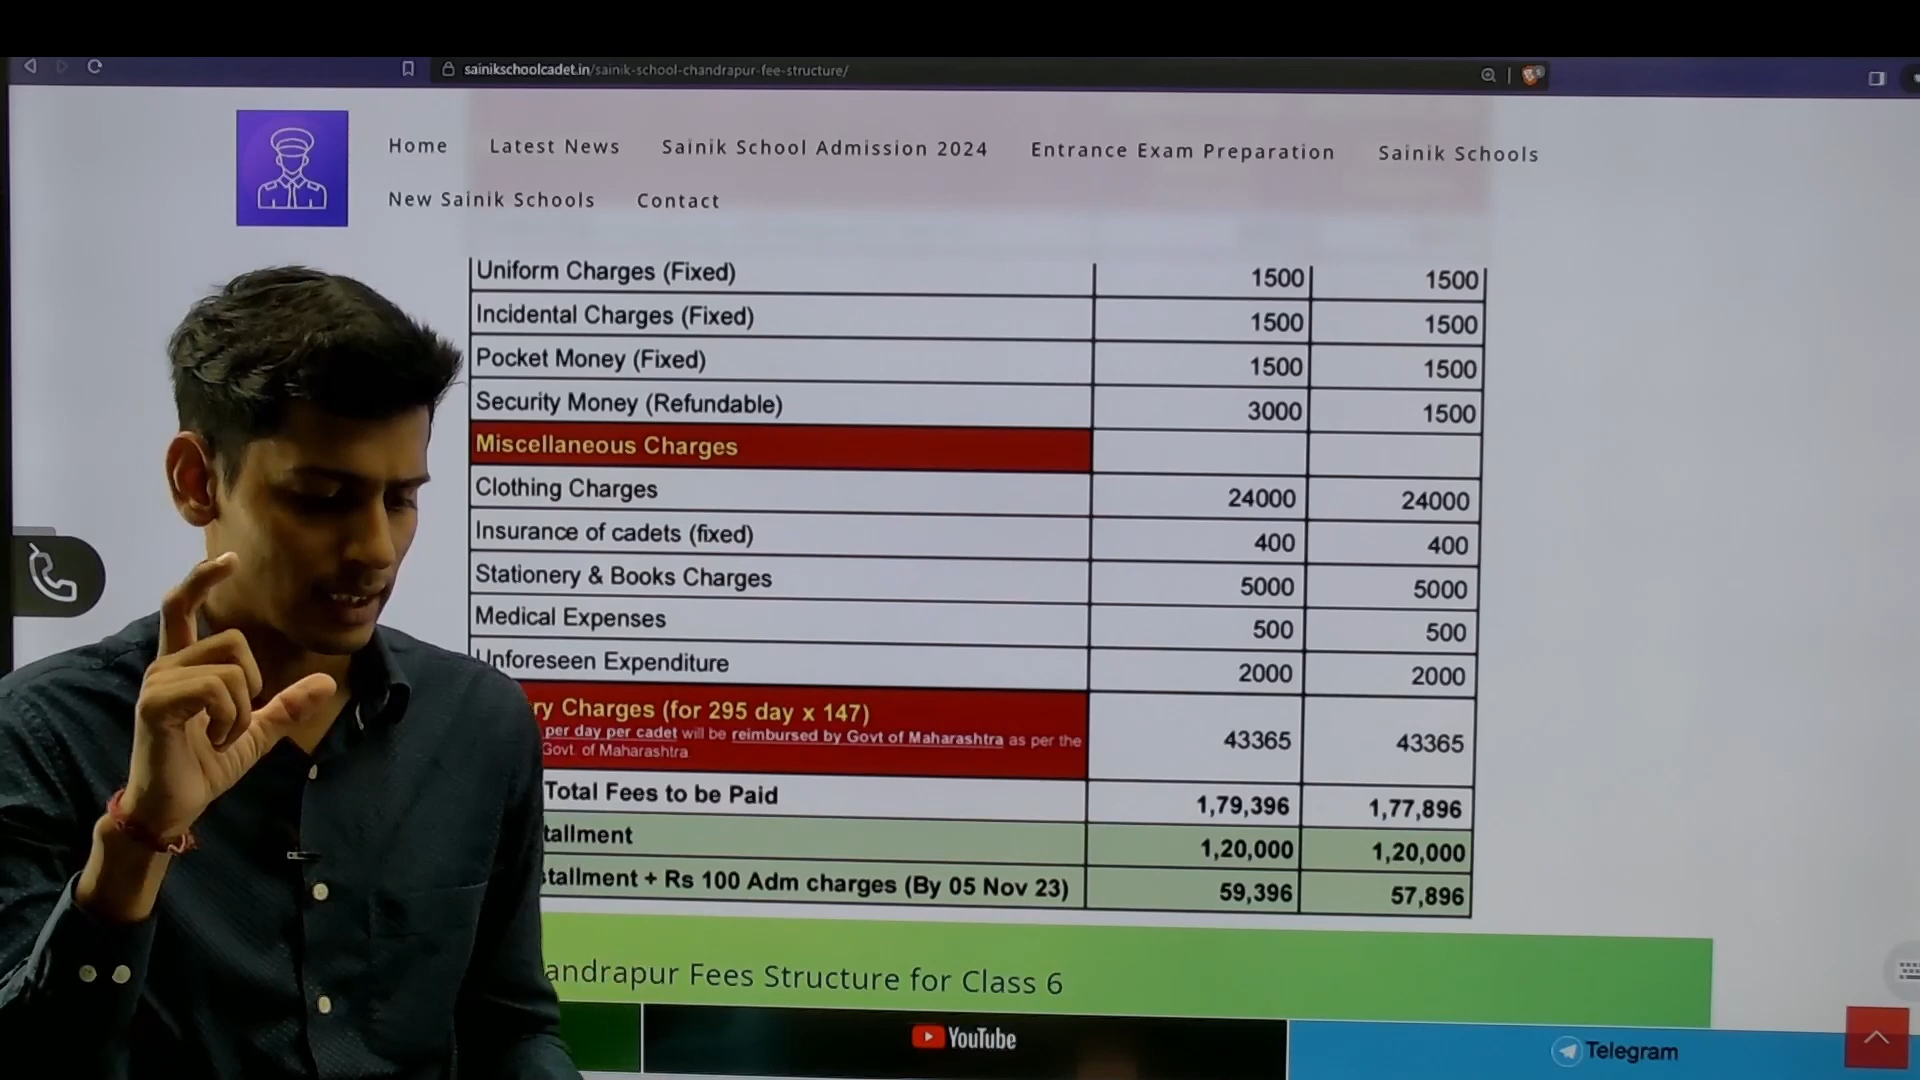 sainikschoolcadet.in/sainik-school-chandrapur-fee-structure/
Home Latest News Sainik School Admission 2024 Entrance Exam Preparation Sainik Schools
New Sainik Schools Contact
Uniform Charges (Fixed) 1500 1500
Incidental Charges (Fixed) 1500 1500
Pocket Money (Fixed) 1500 1500
Security Money (Refundable) 3000 1500
Miscellaneous Charges
Clothing Charges 24000 24000
Insurance of cadets (fixed) 400 400
Stationery & Books Charges 5000 5000
Medical Expenses 500 500
Unforeseen Expenditure 2000 2000
ry Charges (for 295 day x 147) 43365 43365
per day per cadet will be reimbursed by Govt of Maharashtra as per the
Govt. of Maharashtra
Total Fees to be Paid 1,79,396 1,77,896
tallment 1,20,000 1,20,000
stallment + Rs 100 Adm charges (By 05 Nov 23) 59,396 57,896
andrapur Fees Structure for Class 6
YouTube
Telegram